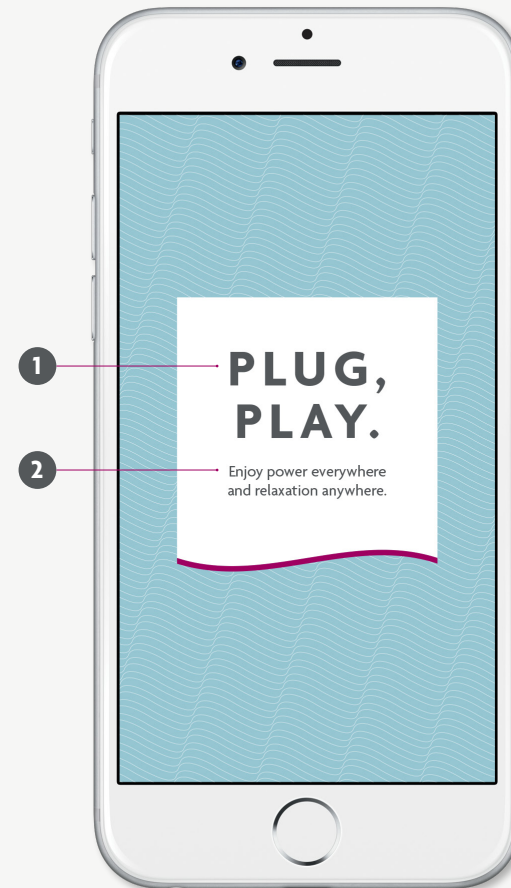 1
PLUG,
PLAY.
2
Enjoy power everywhere
and relaxation anywhere.